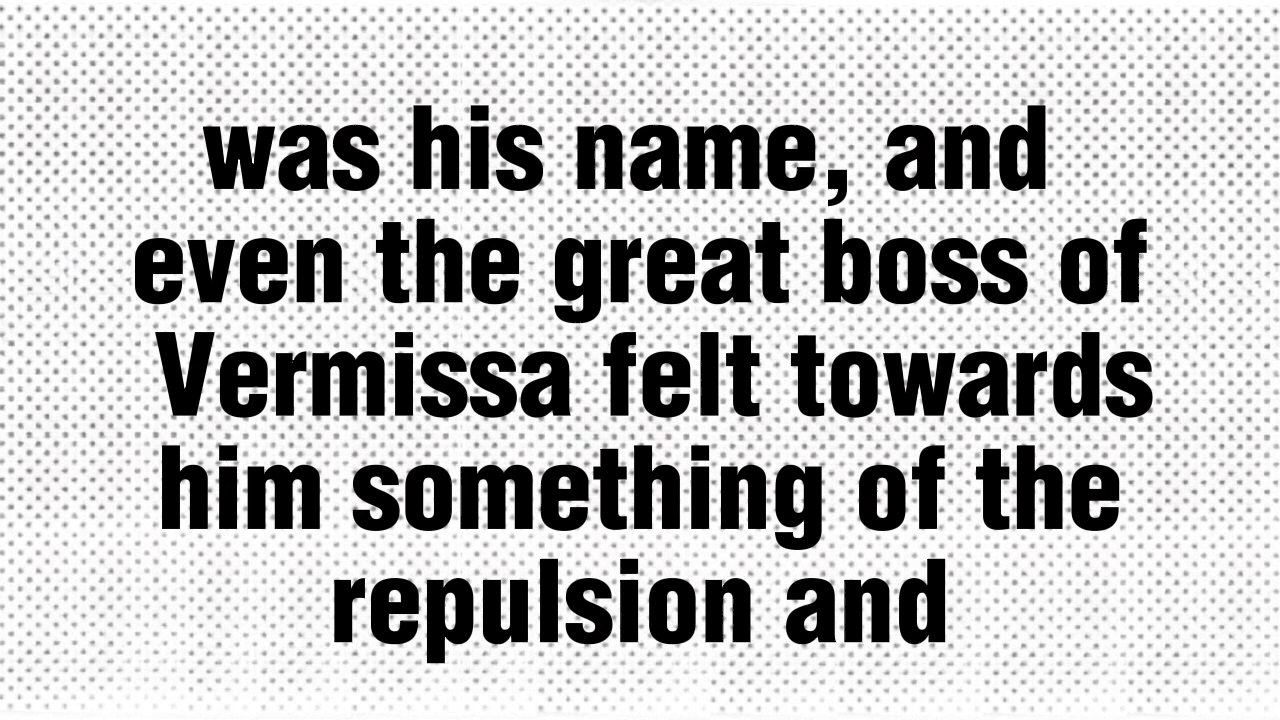 was his name, and
even the great boss of
Vermissa felt towards
him something of the
repulsion and